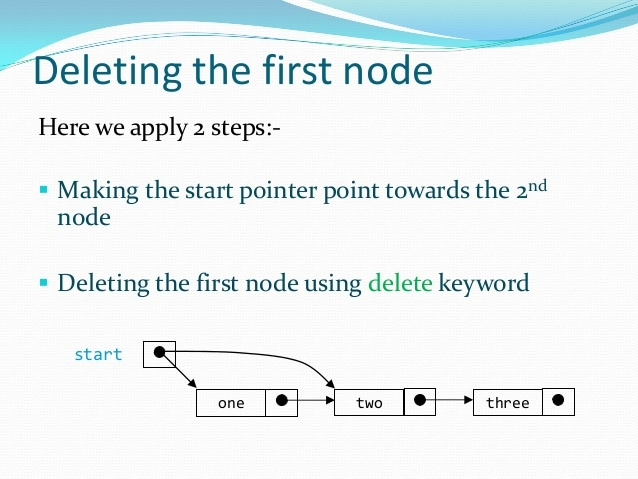 Deleting the first node
Here we apply 2 steps:-
▪ Making the start pointer point towards the 2nd
node
▪ Deleting the first node using delete keyword
start
one two three